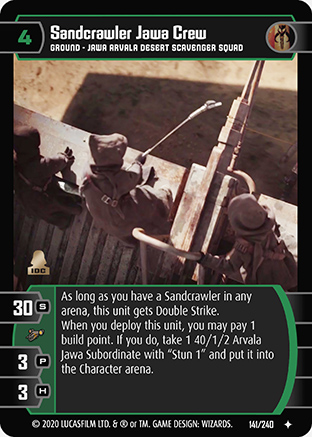 4 Sandcrawler Jawa Crew
GROUND - JAWA ARVALA DESERT SCAVENGER SQUAD
IDC
30 S
3 P
3 H
As long as you have a Sandcrawler in any
arena, this unit gets Double Strike.
When you deploy this unit, you may pay 1
build point. If you do, take 1 40/1/2 Arvala
Jawa Subordinate with “Stun 1” and put it into
the Character arena.
© 2020 LUCASFILM LTD. & ® or TM. GAME DESIGN: WIZARDS. 141/240